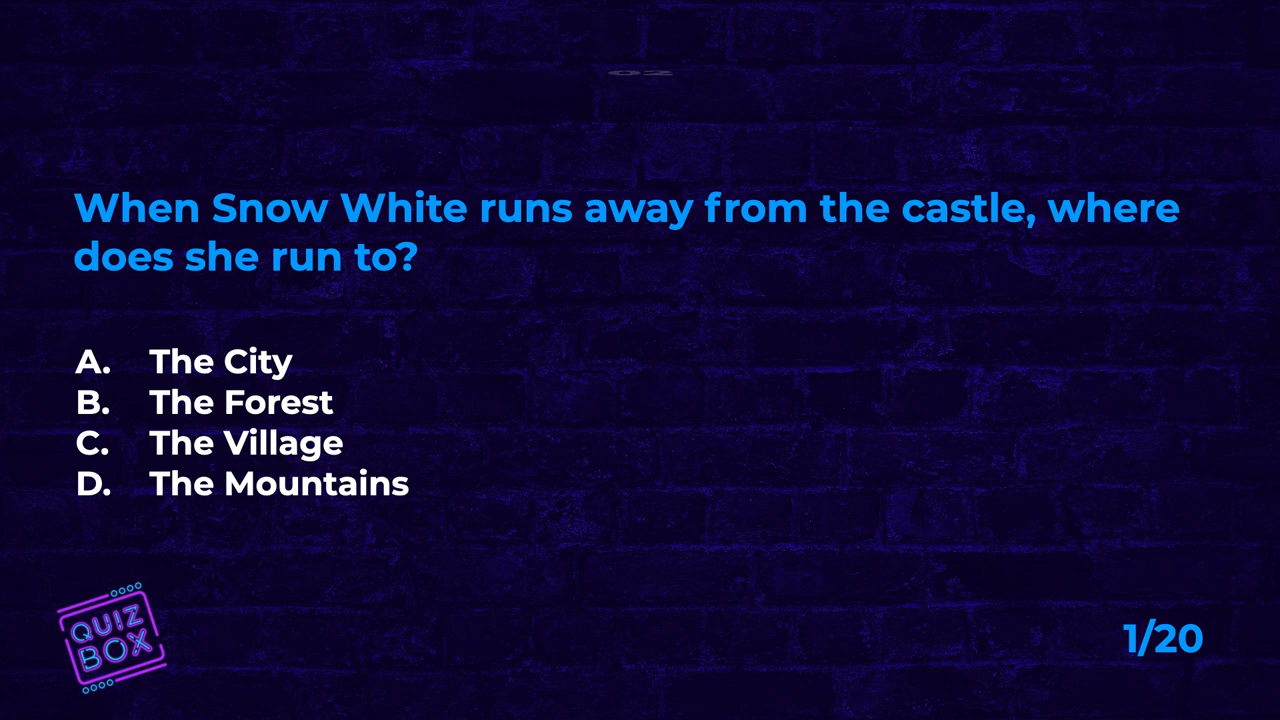 02
When Snow White runs away from the castle, where
does she run to?
A. The City
B. The Forest
C. The Village
D. The Mountains
QUIZ
BOX
1/20